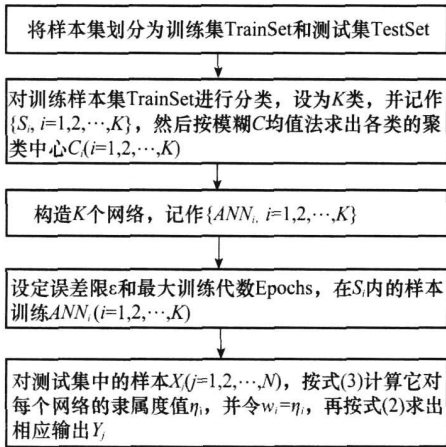 将样本集划分为训练集TrainSet和测试集TestSet
对训练样本集TrainSet进行分类，设为K类，并记作
{Si, i=1,2,⋯,K}，然后按模糊C均值法求出各类的聚
类中心Ci(i=1,2,⋯,K)
构造K个网络，记作{ANNi, i=1,2,⋯,K}
设定误差限ε和最大训练代数Epochs，在Si内的样本
训练ANNi(i=1,2,⋯,K)
对测试集中的样本Xj(j=1,2,⋯,N)，按式(3)计算它对
每个网络的隶属度值ηi，并令wi=ηi，再按式(2)求出
相应输出Yj